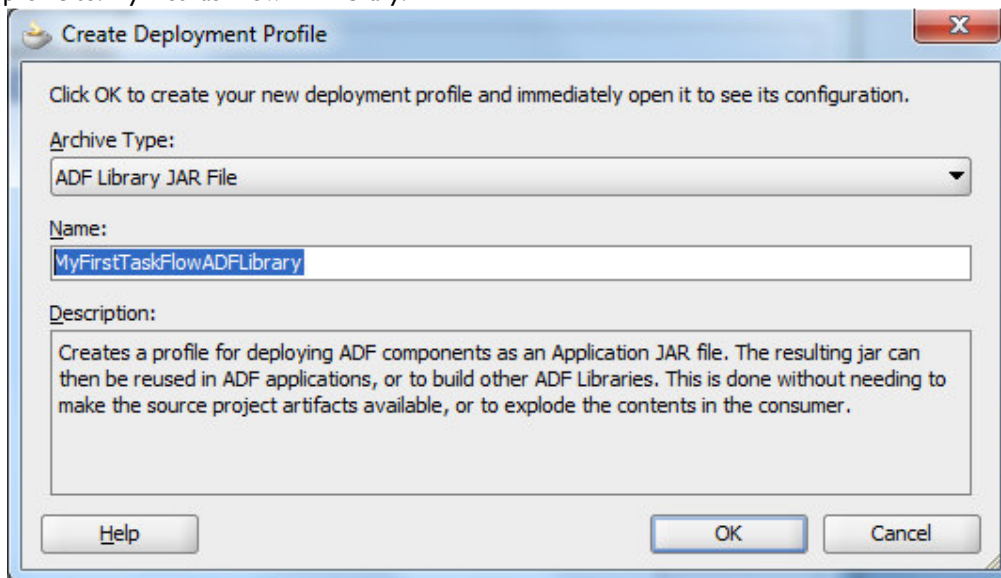 Create Deployment Profile
Click OK to create your new deployment profile and immediately open it to see its configuration.
Archive Type:
ADF Library JAR File
Name:
MyFirstTaskFlowADFLibrary
Description:
Creates a profile for deploying ADF components as an Application JAR file. The resulting jar can
then be reused in ADF applications, or to build other ADF Libraries. This is done without needing to
make the source project artifacts available, or to explode the contents in the consumer.
Help
OK
Cancel